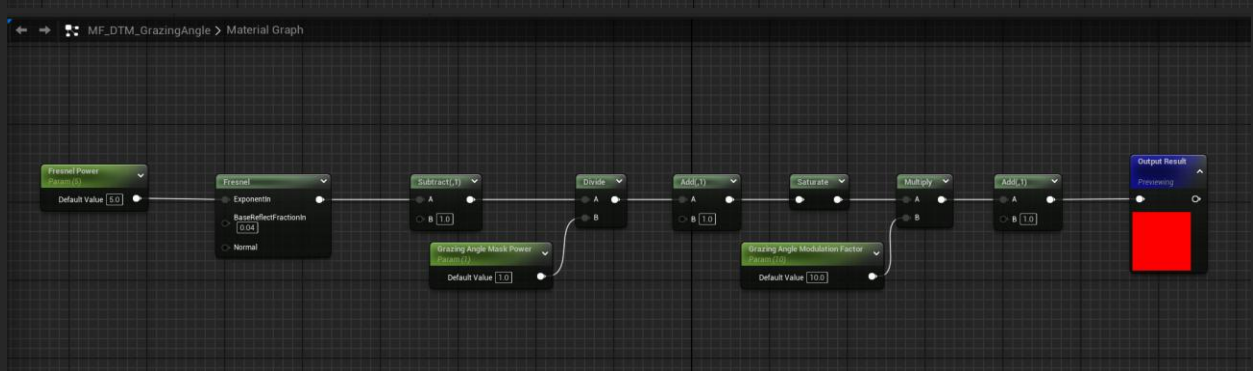 MF_DTM_GrazingAngle > Material Graph
Fresnel Power
Param (5)
Default Value 5.0
Fresnel
ExponentIn
BaseReflectFractionIn
0.04
Normal
Subtract(,1)
A
B 1.0
Grazing Angle Mask Power
Param (1)
Default Value 1.0
Divide
A
B
Add(,1)
A
B 1.0
Saturate
Grazing Angle Modulation Factor
Param (10)
Default Value 10.0
Multiply
A
B
Add(,1)
A
B 1.0
Output Result
Previewing